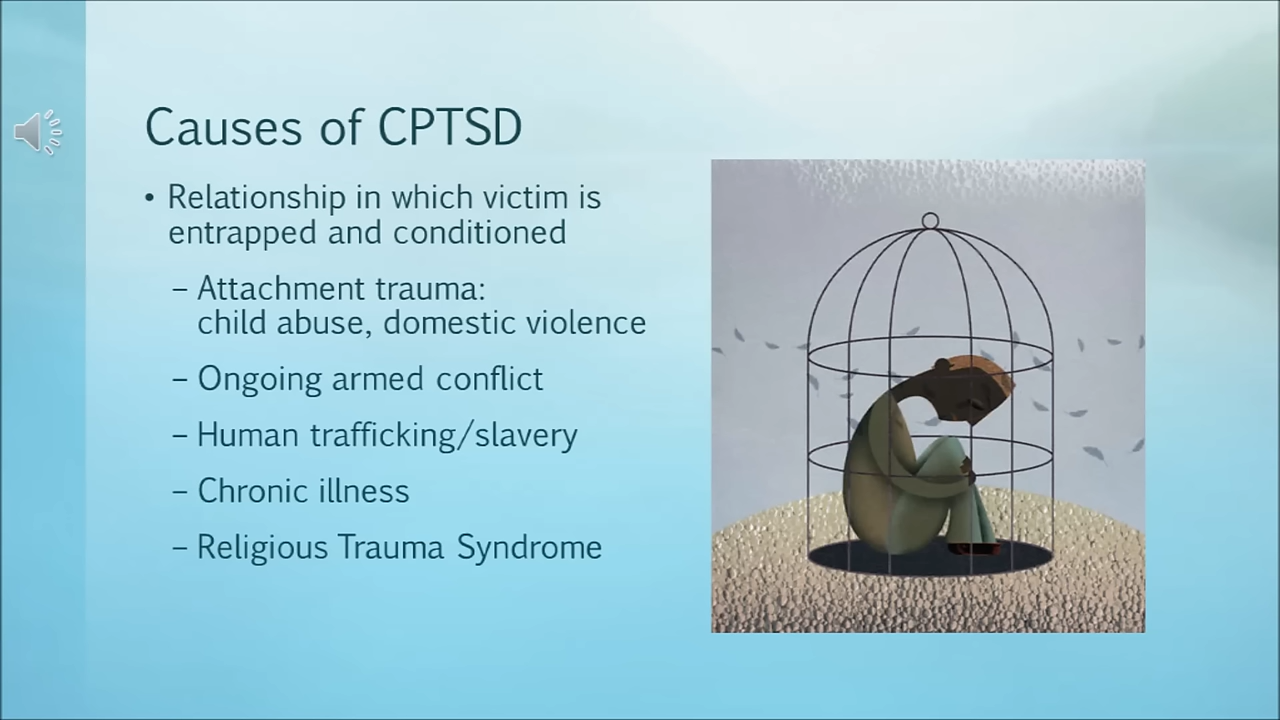 Causes of CPTSD
• Relationship in which victim is
entrapped and conditioned
– Attachment trauma:
child abuse, domestic violence
– Ongoing armed conflict
– Human trafficking/slavery
– Chronic illness
– Religious Trauma Syndrome